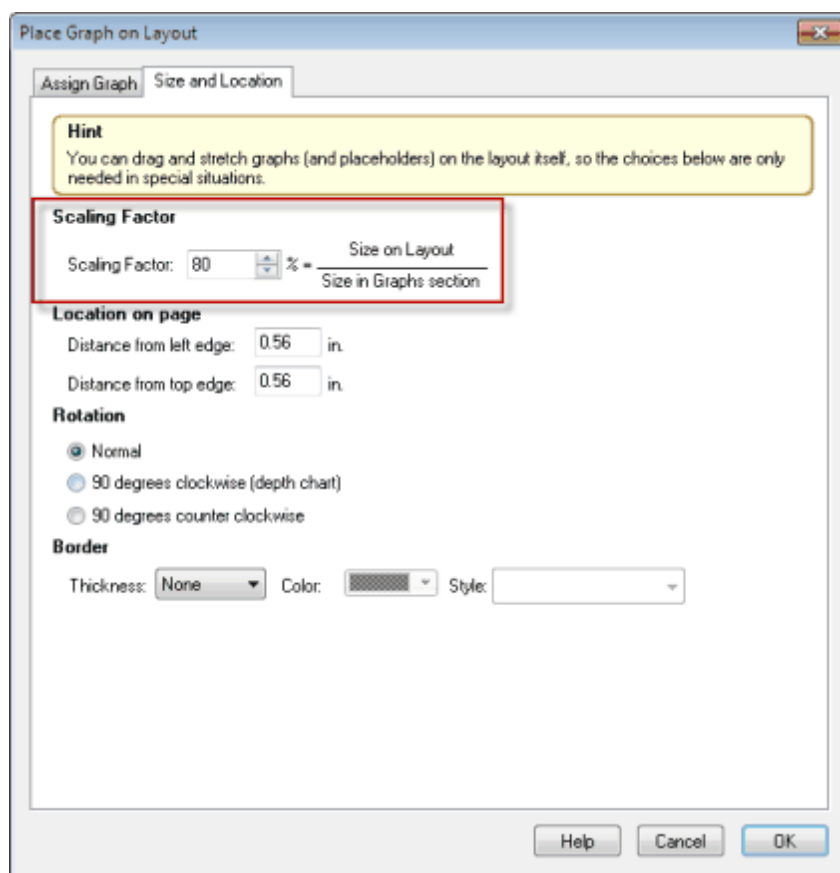 Place Graph on Layout
Assign Graph Size and Location
Hint
You can drag and stretch graphs (and placeholders) on the layout itself, so the choices below are only
needed in special situations.
Scaling Factor
Scaling Factor: 80 % = Size on Layout
Size in Graphs section
Location on page
Distance from left edge: 0.56 in.
Distance from top edge: 0.56 in.
Rotation
Normal
90 degrees clockwise (depth chart)
90 degrees counter clockwise
Border
Thickness: None Color: Style:
Help Cancel OK